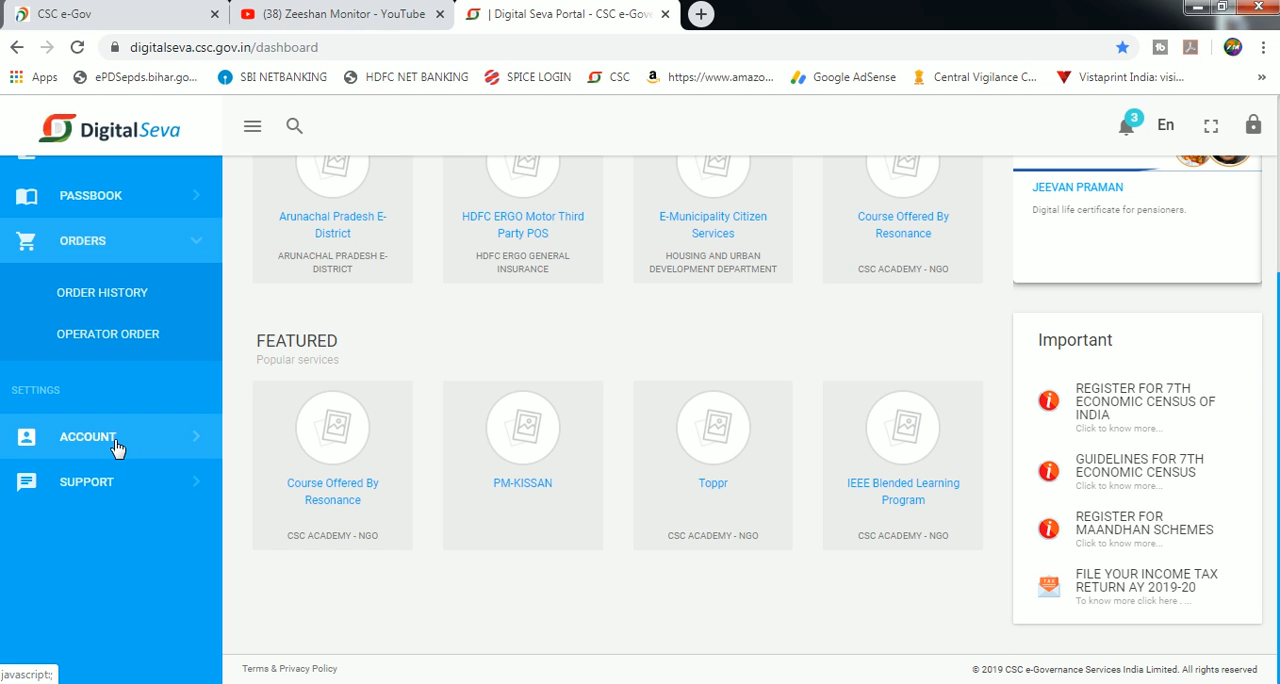 CSC e-Gov
(38) Zeeshan Monitor - YouTube
| Digital Seva Portal - CSC e-Gove
digitalseva.csc.gov.in/dashboard
Apps
ePDSepds.bihar.go...
SBI NETBANKING
HDFC NET BANKING
SPICE LOGIN
CSC
https://www.amazo...
Google AdSense
Central Vigilance C...
Vistaprint India: visi...
DigitalSeva
3
En
PASSBOOK
ORDERS
ORDER HISTORY
OPERATOR ORDER
SETTINGS
ACCOUNT
SUPPORT
javascript:;
Arunachal Pradesh E-
District
ARUNACHAL PRADESH E-
DISTRICT
HDFC ERGO Motor Third
Party POS
HDFC ERGO GENERAL
INSURANCE
E-Municipality Citizen
Services
HOUSING AND URBAN
DEVELOPMENT DEPARTMENT
Course Offered By
Resonance
CSC ACADEMY - NGO
JEEVAN PRAMAN
Digital life certificate for pensioners.
FEATURED
Popular services
Course Offered By
Resonance
CSC ACADEMY - NGO
PM-KISSAN
Toppr
CSC ACADEMY - NGO
IEEE Blended Learning
Program
CSC ACADEMY - NGO
Important
REGISTER FOR 7TH
ECONOMIC CENSUS OF
INDIA
Click to know more...
GUIDELINES FOR 7TH
ECONOMIC CENSUS
Click to know more...
REGISTER FOR
MAANDHAN SCHEMES
Click to know more...
TAX
FILE YOUR INCOME TAX
RETURN AY 2019-20
To know more click here . ...
Terms & Privacy Policy
© 2019 CSC e-Governance Services India Limited. All rights reserved